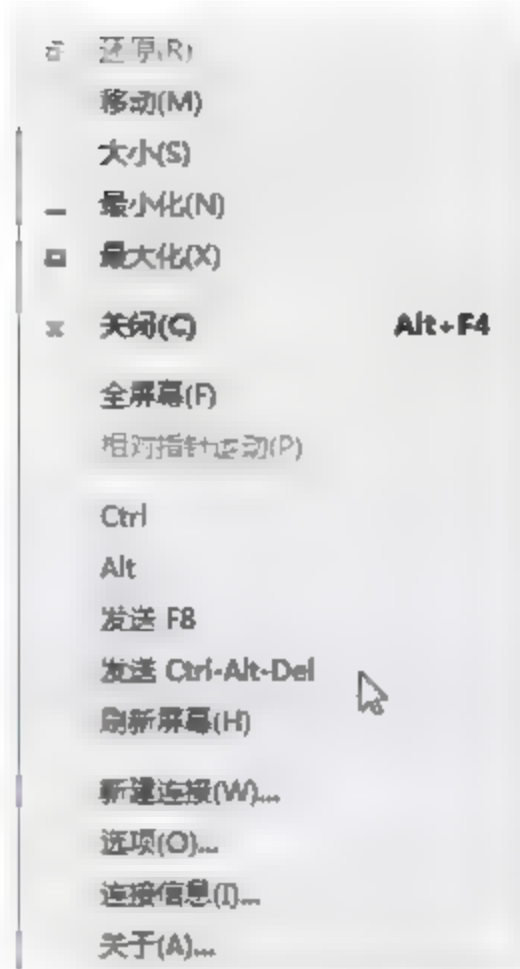 还原(R)
移动(M)
大小(S)
最小化(N)
最大化(X)
关闭(C) Alt+F4
全屏幕(F)
相对指针运动(P)
Ctrl
Alt
发送 F8
发送 Ctrl-Alt-Del
刷新屏幕(H)
新建连接(W)...
选项(O)...
连接信息(I)...
关于(A)...